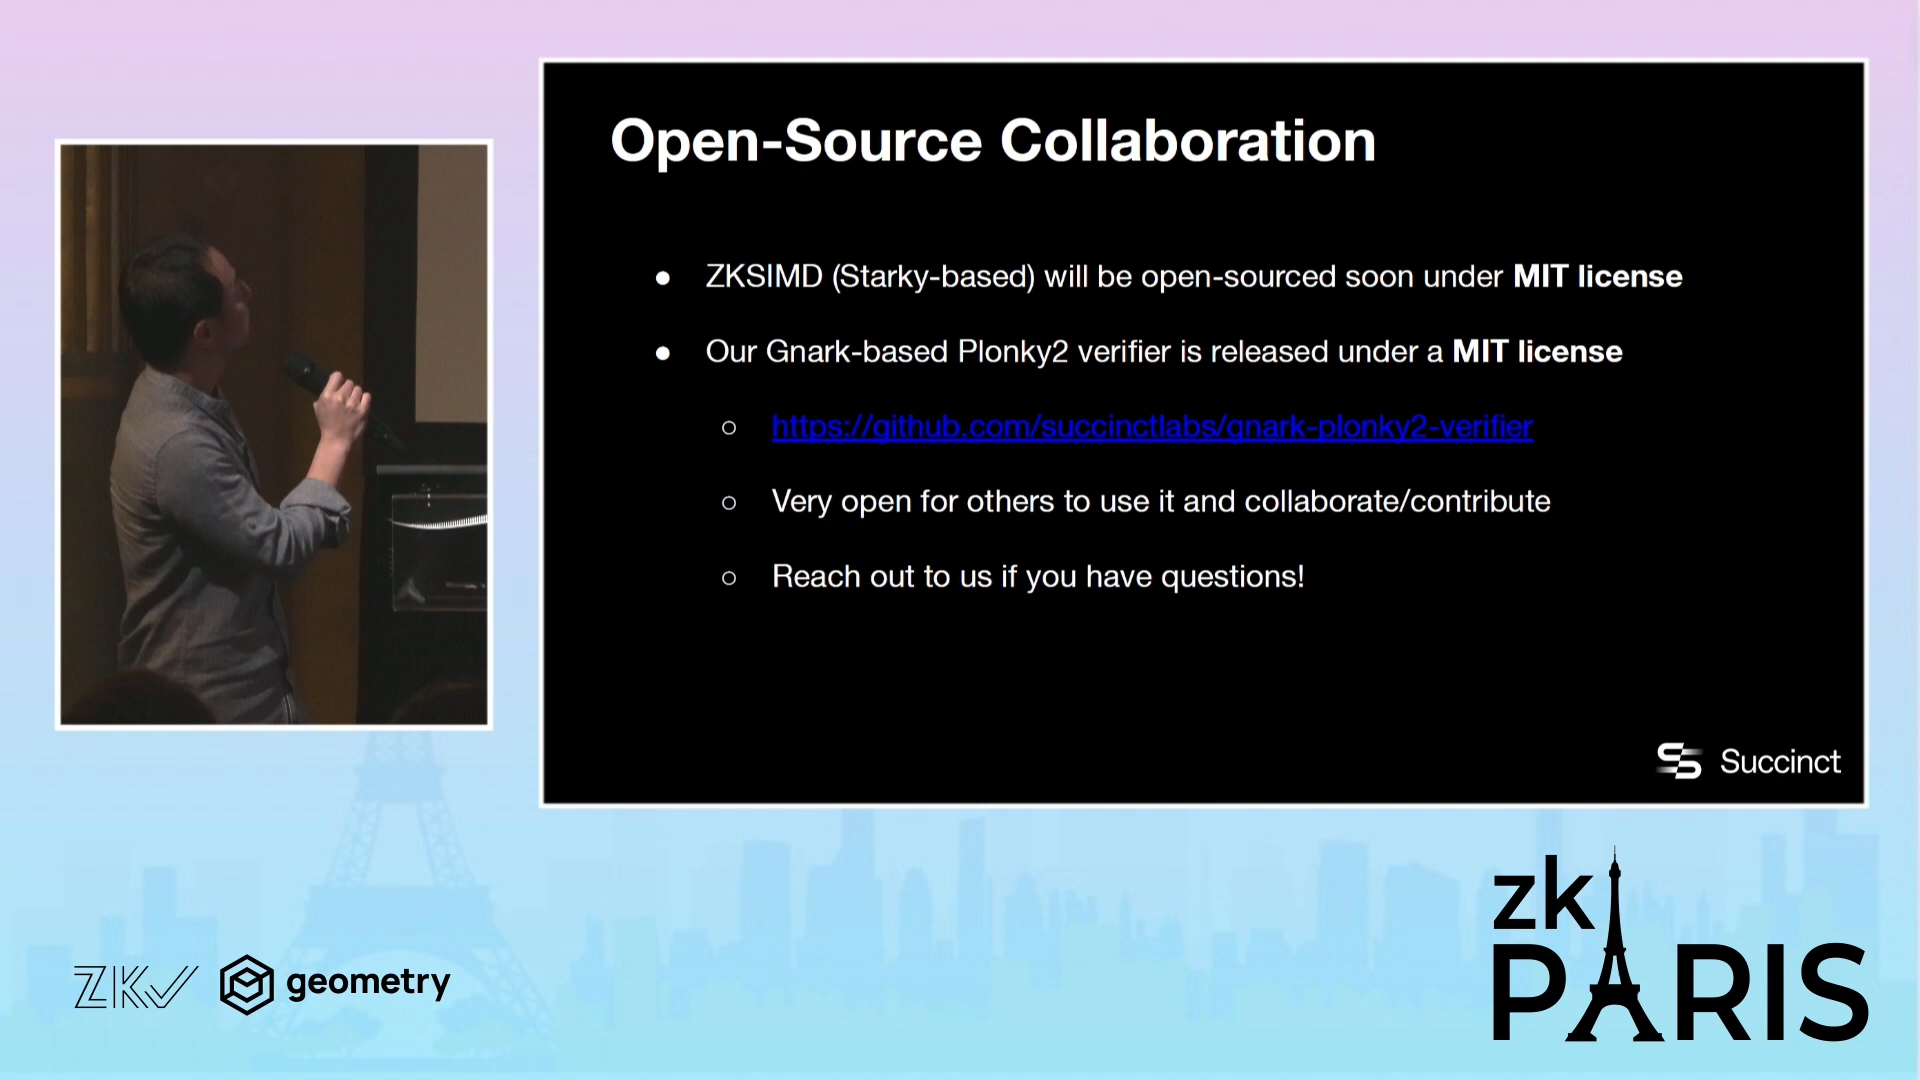 Open-Source Collaboration
ZKSIMD (Starky-based) will be open-sourced soon under MIT license
Our Gnark-based Plonky2 verifier is released under a MIT license
https://github.com/succinctlabs/gnark-plonky2-verifier
Very open for others to use it and collaborate/contribute
Reach out to us if you have questions!
Succinct
ZKV
geometry
zk
PARIS